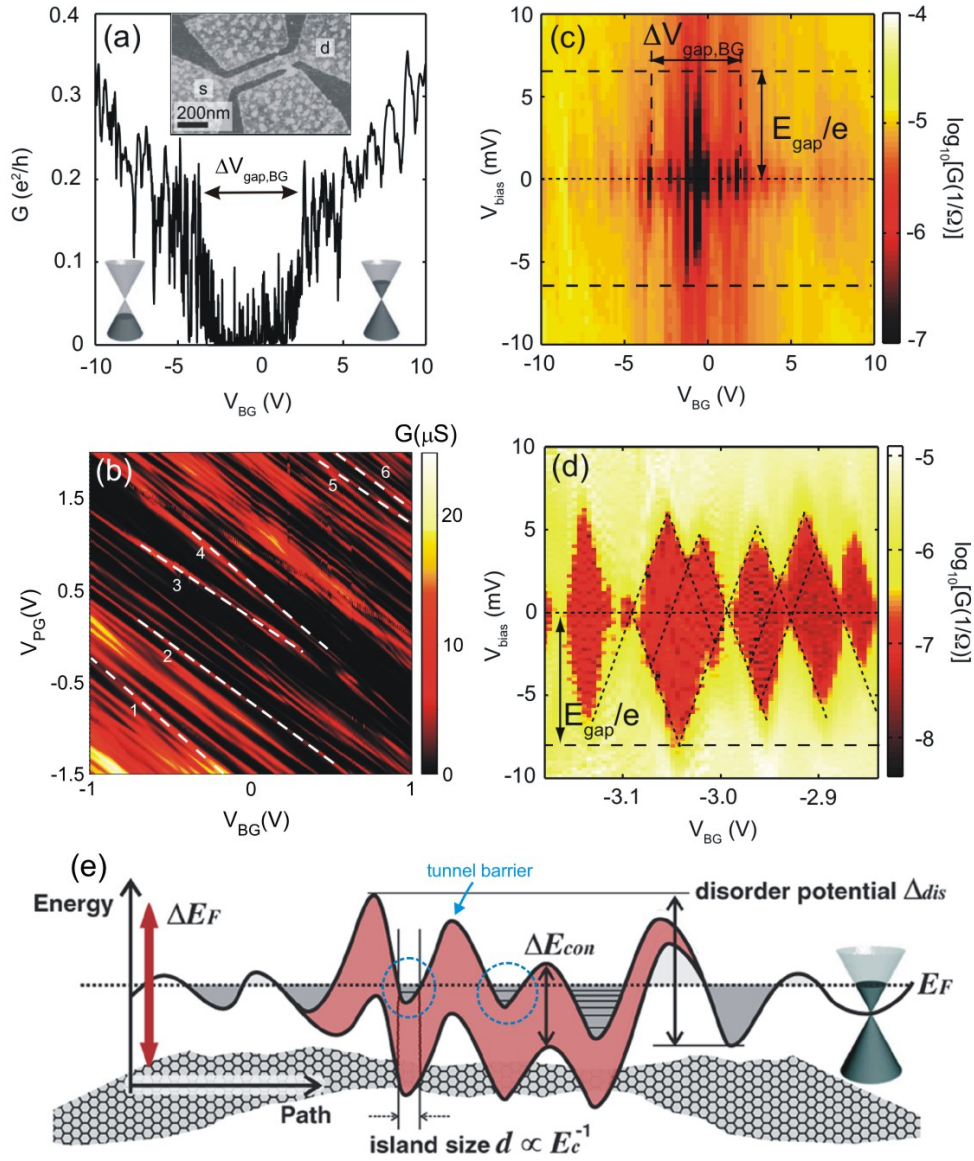 (a)
d
s
200nm
ΔV_gap,BG
G (e²/h)
0.4
0.3
0.2
0.1
0
-10
-5
0
5
10
V_BG (V)
(c)
ΔV_gap,BG
E_gap/e
V_bias (mV)
10
5
0
-5
-10
-10
-5
0
5
10
V_BG (V)
-4
-5
-6
-7
log₁₀[G(1/Ω)]
(b)
G(μS)
V_PG(V)
1.5
0.5
-0.5
-1.5
1
2
3
4
5
6
-1
0
1
V_BG(V)
20
10
0
(d)
E_gap/e
V_bias (mV)
10
5
0
-5
-10
-3.1
-3.0
-2.9
V_BG (V)
-5
-6
-7
-8
log₁₀[G(1/Ω)]
(e)
tunnel barrier
Energy
ΔE_F
disorder potential Δ_dis
ΔE_con
E_F
Path
island size d ∝ E_c⁻¹